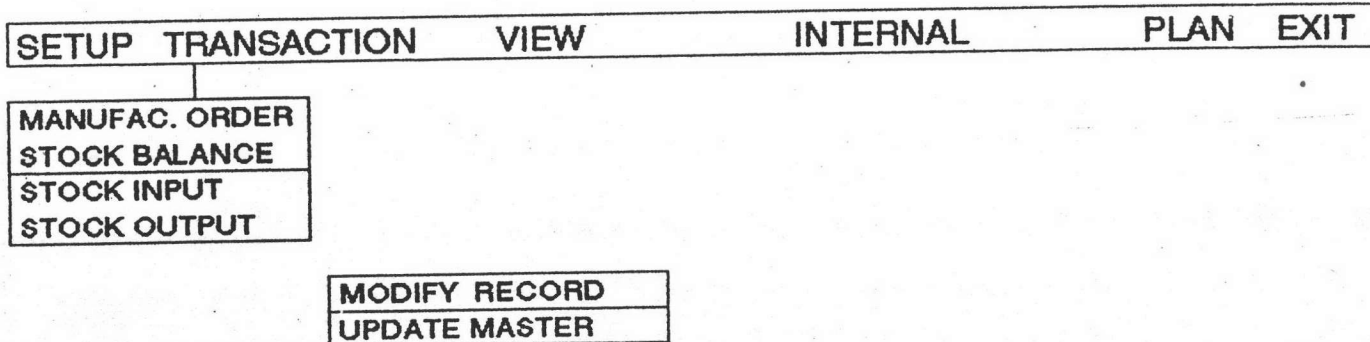 SETUP TRANSACTION VIEW INTERNAL PLAN EXIT
MANUFAC. ORDER
STOCK BALANCE
STOCK INPUT
STOCK OUTPUT
MODIFY RECORD
UPDATE MASTER